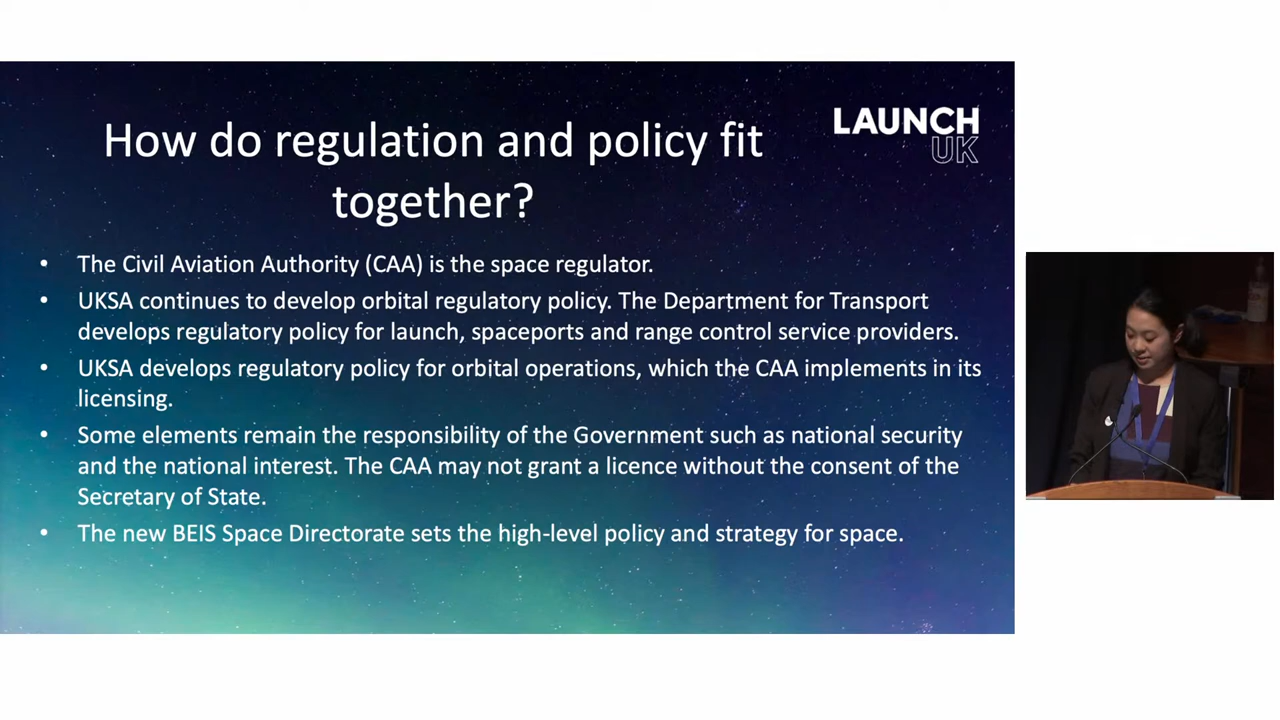 LAUNCH
UK
How do regulation and policy fit
together?
• The Civil Aviation Authority (CAA) is the space regulator.
• UKSA continues to develop orbital regulatory policy. The Department for Transport
develops regulatory policy for launch, spaceports and range control service providers.
• UKSA develops regulatory policy for orbital operations, which the CAA implements in its
licensing.
• Some elements remain the responsibility of the Government such as national security
and the national interest. The CAA may not grant a licence without the consent of the
Secretary of State.
• The new BEIS Space Directorate sets the high-level policy and strategy for space.